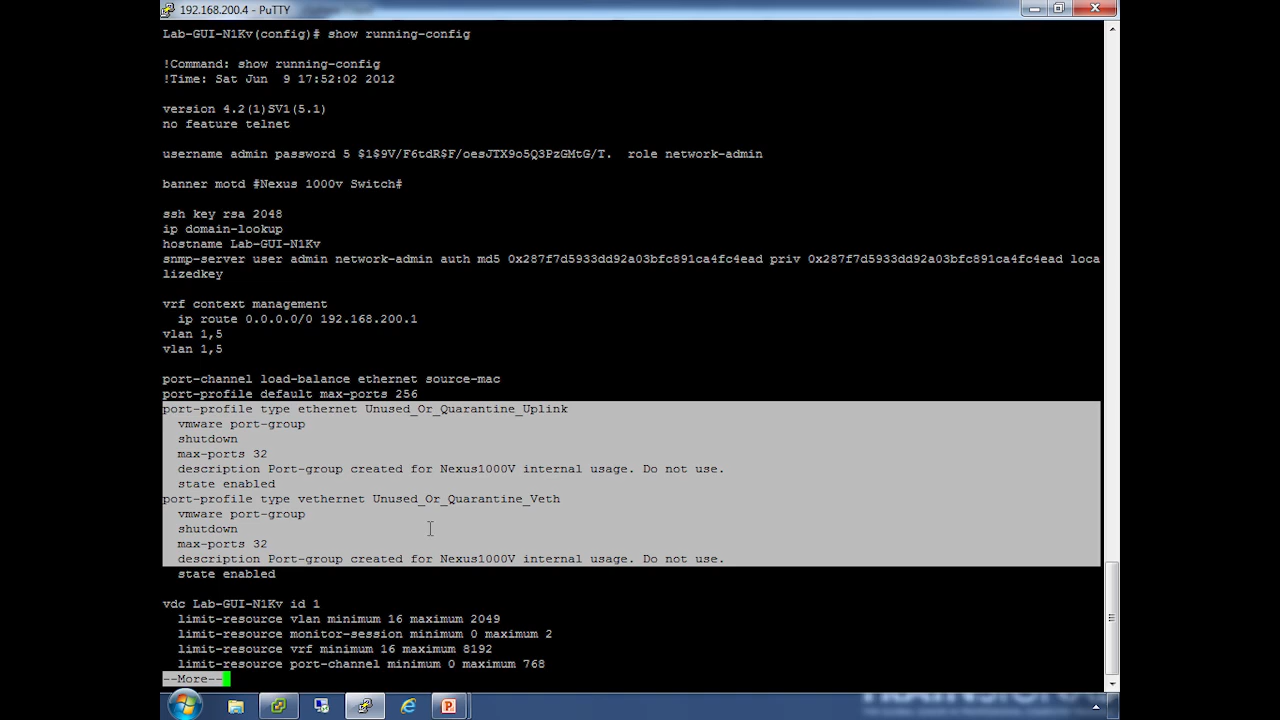 192.168.200.4 - PuTTY
Lab-GUI-N1Kv(config)# show running-config
!Command: show running-config
!Time: Sat Jun  9 17:52:02 2012
version 4.2(1)SV1(5.1)
no feature telnet
username admin password 5 $1$9V/F6tdR$F/oesJTX9o5Q3PzGMtG/T.  role network-admin
banner motd #Nexus 1000v Switch#
ssh key rsa 2048
ip domain-lookup
hostname Lab-GUI-N1Kv
snmp-server user admin network-admin auth md5 0x287f7d5933dd92a03bfc891ca4fc4ead priv 0x287f7d5933dd92a03bfc891ca4fc4ead loca
lizedkey
vrf context management
  ip route 0.0.0.0/0 192.168.200.1
vlan 1,5
vlan 1,5
port-channel load-balance ethernet source-mac
port-profile default max-ports 256
port-profile type ethernet Unused_Or_Quarantine_Uplink
  vmware port-group
  shutdown
  max-ports 32
  description Port-group created for Nexus1000V internal usage. Do not use.
  state enabled
port-profile type vethernet Unused_Or_Quarantine_Veth
  vmware port-group
  shutdown
  max-ports 32
  description Port-group created for Nexus1000V internal usage. Do not use.
  state enabled
vdc Lab-GUI-N1Kv id 1
  limit-resource vlan minimum 16 maximum 2049
  limit-resource monitor-session minimum 0 maximum 2
  limit-resource vrf minimum 16 maximum 8192
  limit-resource port-channel minimum 0 maximum 768
--More--